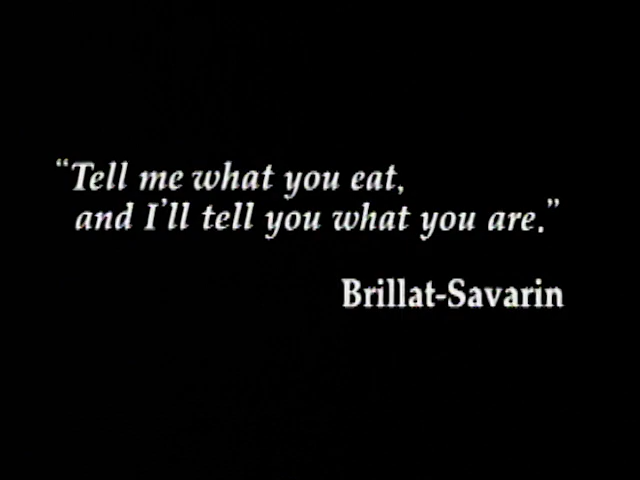 “Tell me what you eat,
and I’ll tell you what you are.”
Brillat-Savarin